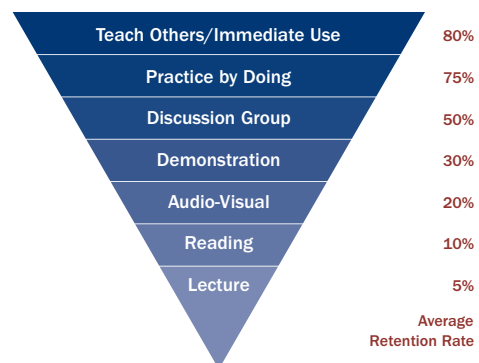 Teach Others/Immediate Use 80%
Practice by Doing 75%
Discussion Group 50%
Demonstration 30%
Audio-Visual 20%
Reading 10%
Lecture 5%
Average
Retention Rate